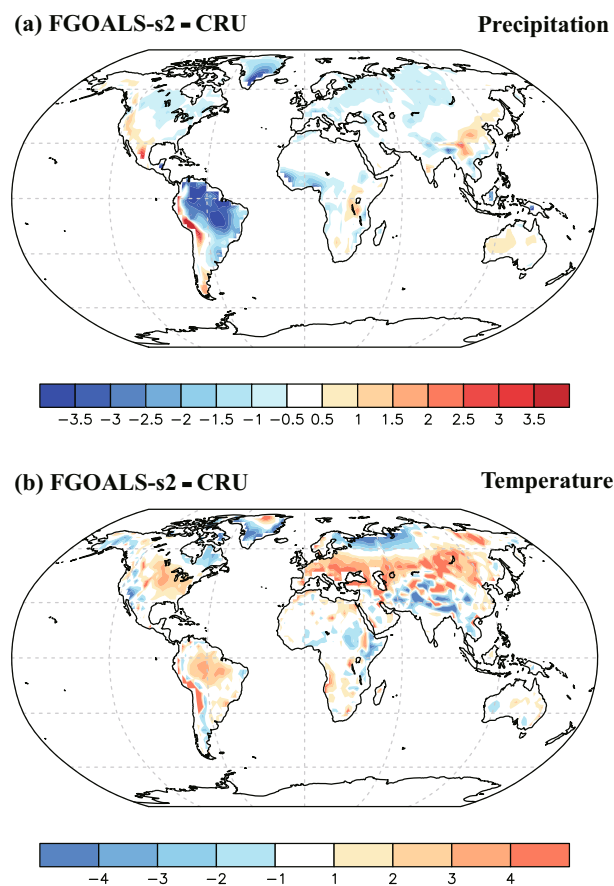 (a) FGOALS-s2 - CRU Precipitation
-3.5 -3 -2.5 -2 -1.5 -1 -0.5 0.5 1 1.5 2 2.5 3 3.5
(b) FGOALS-s2 - CRU Temperature
-4 -3 -2 -1 1 2 3 4